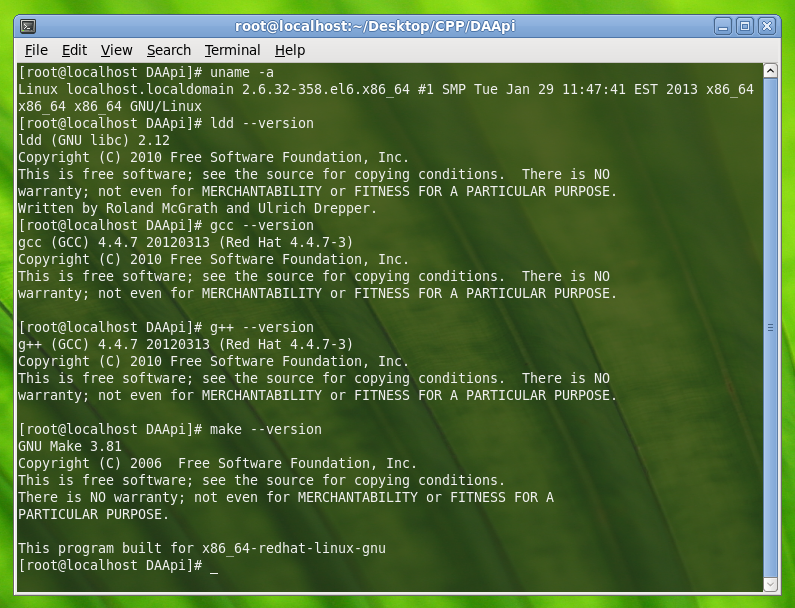 root@localhost:~/Desktop/CPP/DAApi
File Edit View Search Terminal Help
[root@localhost DAApi]# uname -a
Linux localhost.localdomain 2.6.32-358.el6.x86_64 #1 SMP Tue Jan 29 11:47:41 EST 2013 x86_64
x86_64 x86_64 GNU/Linux
[root@localhost DAApi]# ldd --version
ldd (GNU libc) 2.12
Copyright (C) 2010 Free Software Foundation, Inc.
This is free software; see the source for copying conditions.  There is NO
warranty; not even for MERCHANTABILITY or FITNESS FOR A PARTICULAR PURPOSE.
Written by Roland McGrath and Ulrich Drepper.
[root@localhost DAApi]# gcc --version
gcc (GCC) 4.4.7 20120313 (Red Hat 4.4.7-3)
Copyright (C) 2010 Free Software Foundation, Inc.
This is free software; see the source for copying conditions.  There is NO
warranty; not even for MERCHANTABILITY or FITNESS FOR A PARTICULAR PURPOSE.

[root@localhost DAApi]# g++ --version
g++ (GCC) 4.4.7 20120313 (Red Hat 4.4.7-3)
Copyright (C) 2010 Free Software Foundation, Inc.
This is free software; see the source for copying conditions.  There is NO
warranty; not even for MERCHANTABILITY or FITNESS FOR A PARTICULAR PURPOSE.

[root@localhost DAApi]# make --version
GNU Make 3.81
Copyright (C) 2006  Free Software Foundation, Inc.
This is free software; see the source for copying conditions.
There is NO warranty; not even for MERCHANTABILITY or FITNESS FOR A
PARTICULAR PURPOSE.

This program built for x86_64-redhat-linux-gnu
[root@localhost DAApi]# _